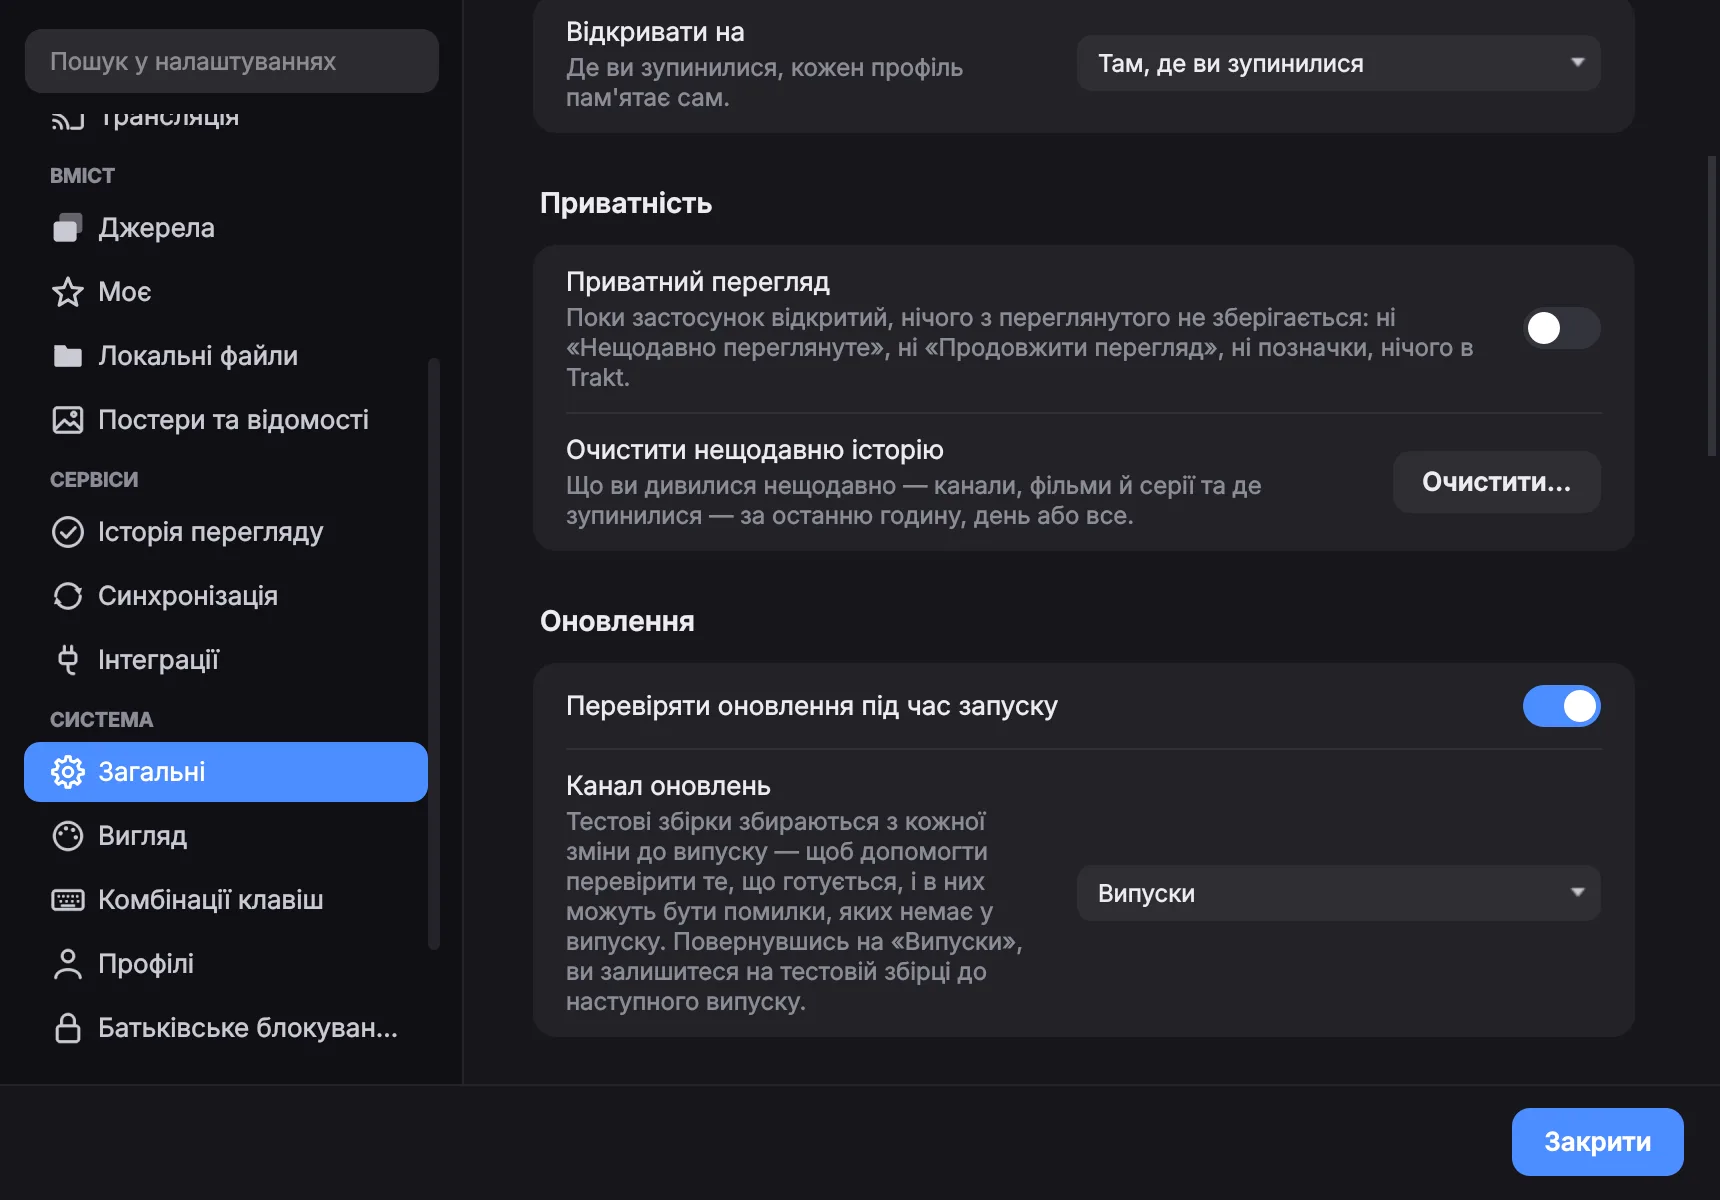 Пошук у налаштуваннях
Трансляція
ВМІСТ
Джерела
Моє
Локальні файли
Постери та відомості
СЕРВІСИ
Історія перегляду
Синхронізація
Інтеграції
СИСТЕМА
Загальні
Вигляд
Комбінації клавіш
Профілі
Батьківське блокуван...
Відкривати на
Де ви зупинилися, кожен профіль
пам'ятає сам.
Там, де ви зупинилися
Приватність
Приватний перегляд
Поки застосунок відкритий, нічого з переглянутого не зберігається: ні
«Нещодавно переглянуте», ні «Продовжити перегляд», ні позначки, нічого в
Trakt.
Очистити нещодавню історію
Що ви дивилися нещодавно — канали, фільми й серії та де
зупинилися — за останню годину, день або все.
Очистити...
Оновлення
Перевіряти оновлення під час запуску
Канал оновлень
Тестові збірки збираються з кожної
зміни до випуску — щоб допомогти
перевірити те, що готується, і в них
можуть бути помилки, яких немає у
випуску. Повернувшись на «Випуски»,
ви залишитеся на тестовій збірці до
наступного випуску.
Випуски
Закрити